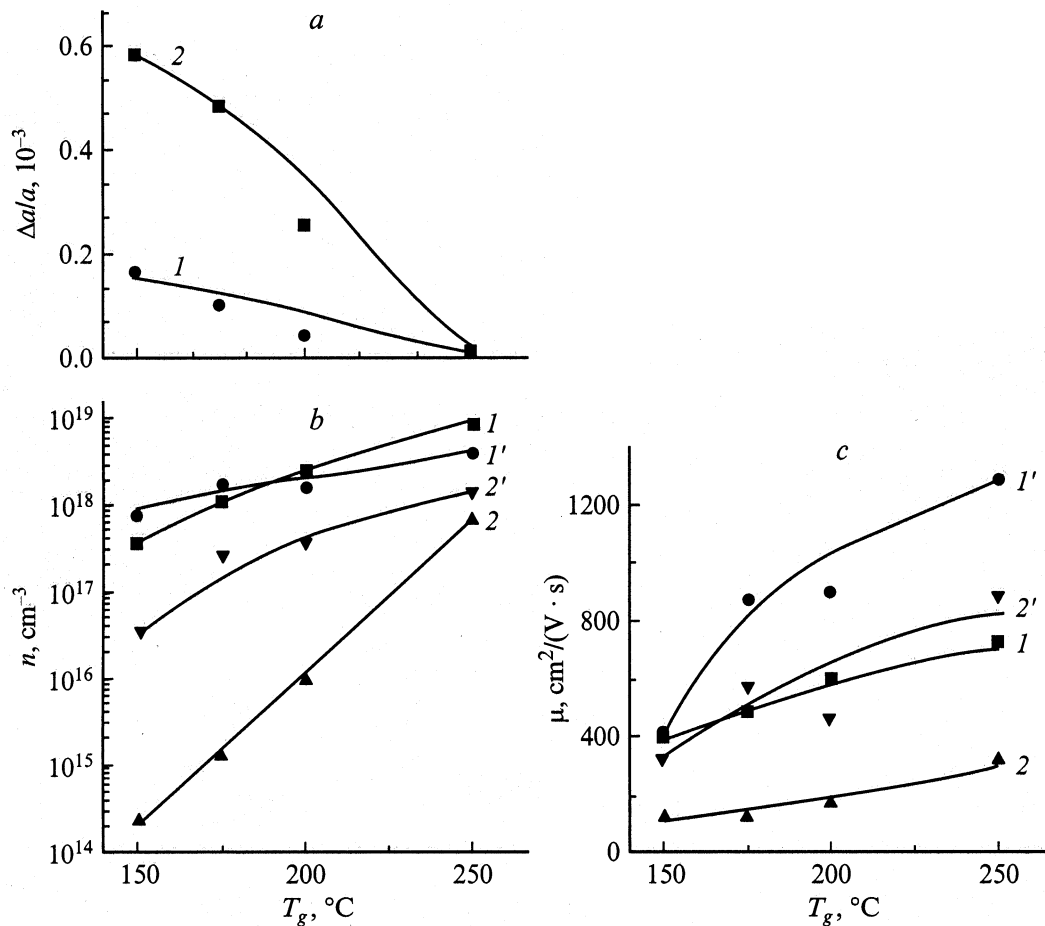 a
0.6
0.4
0.2
0.0
Δa/a, 10⁻³
2
1
b
10¹⁹
10¹⁸
10¹⁷
10¹⁶
10¹⁵
10¹⁴
n, cm⁻³
1
1'
2'
2
150 200 250
T_g, °C
c
1200
800
400
0
μ, cm²/(V · s)
1'
2'
1
2
150 200 250
T_g, °C